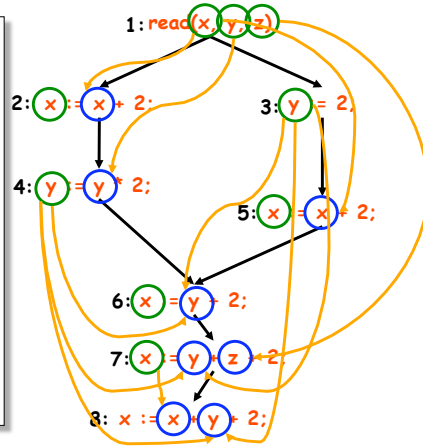 1: read(x, y, z)
2: x := x + 2;
3: y = 2;
4: y := y * 2;
5: x = x + 2;
6: x = y + 2;
7: x := y + z + 2;
8: x := x + y + 2;